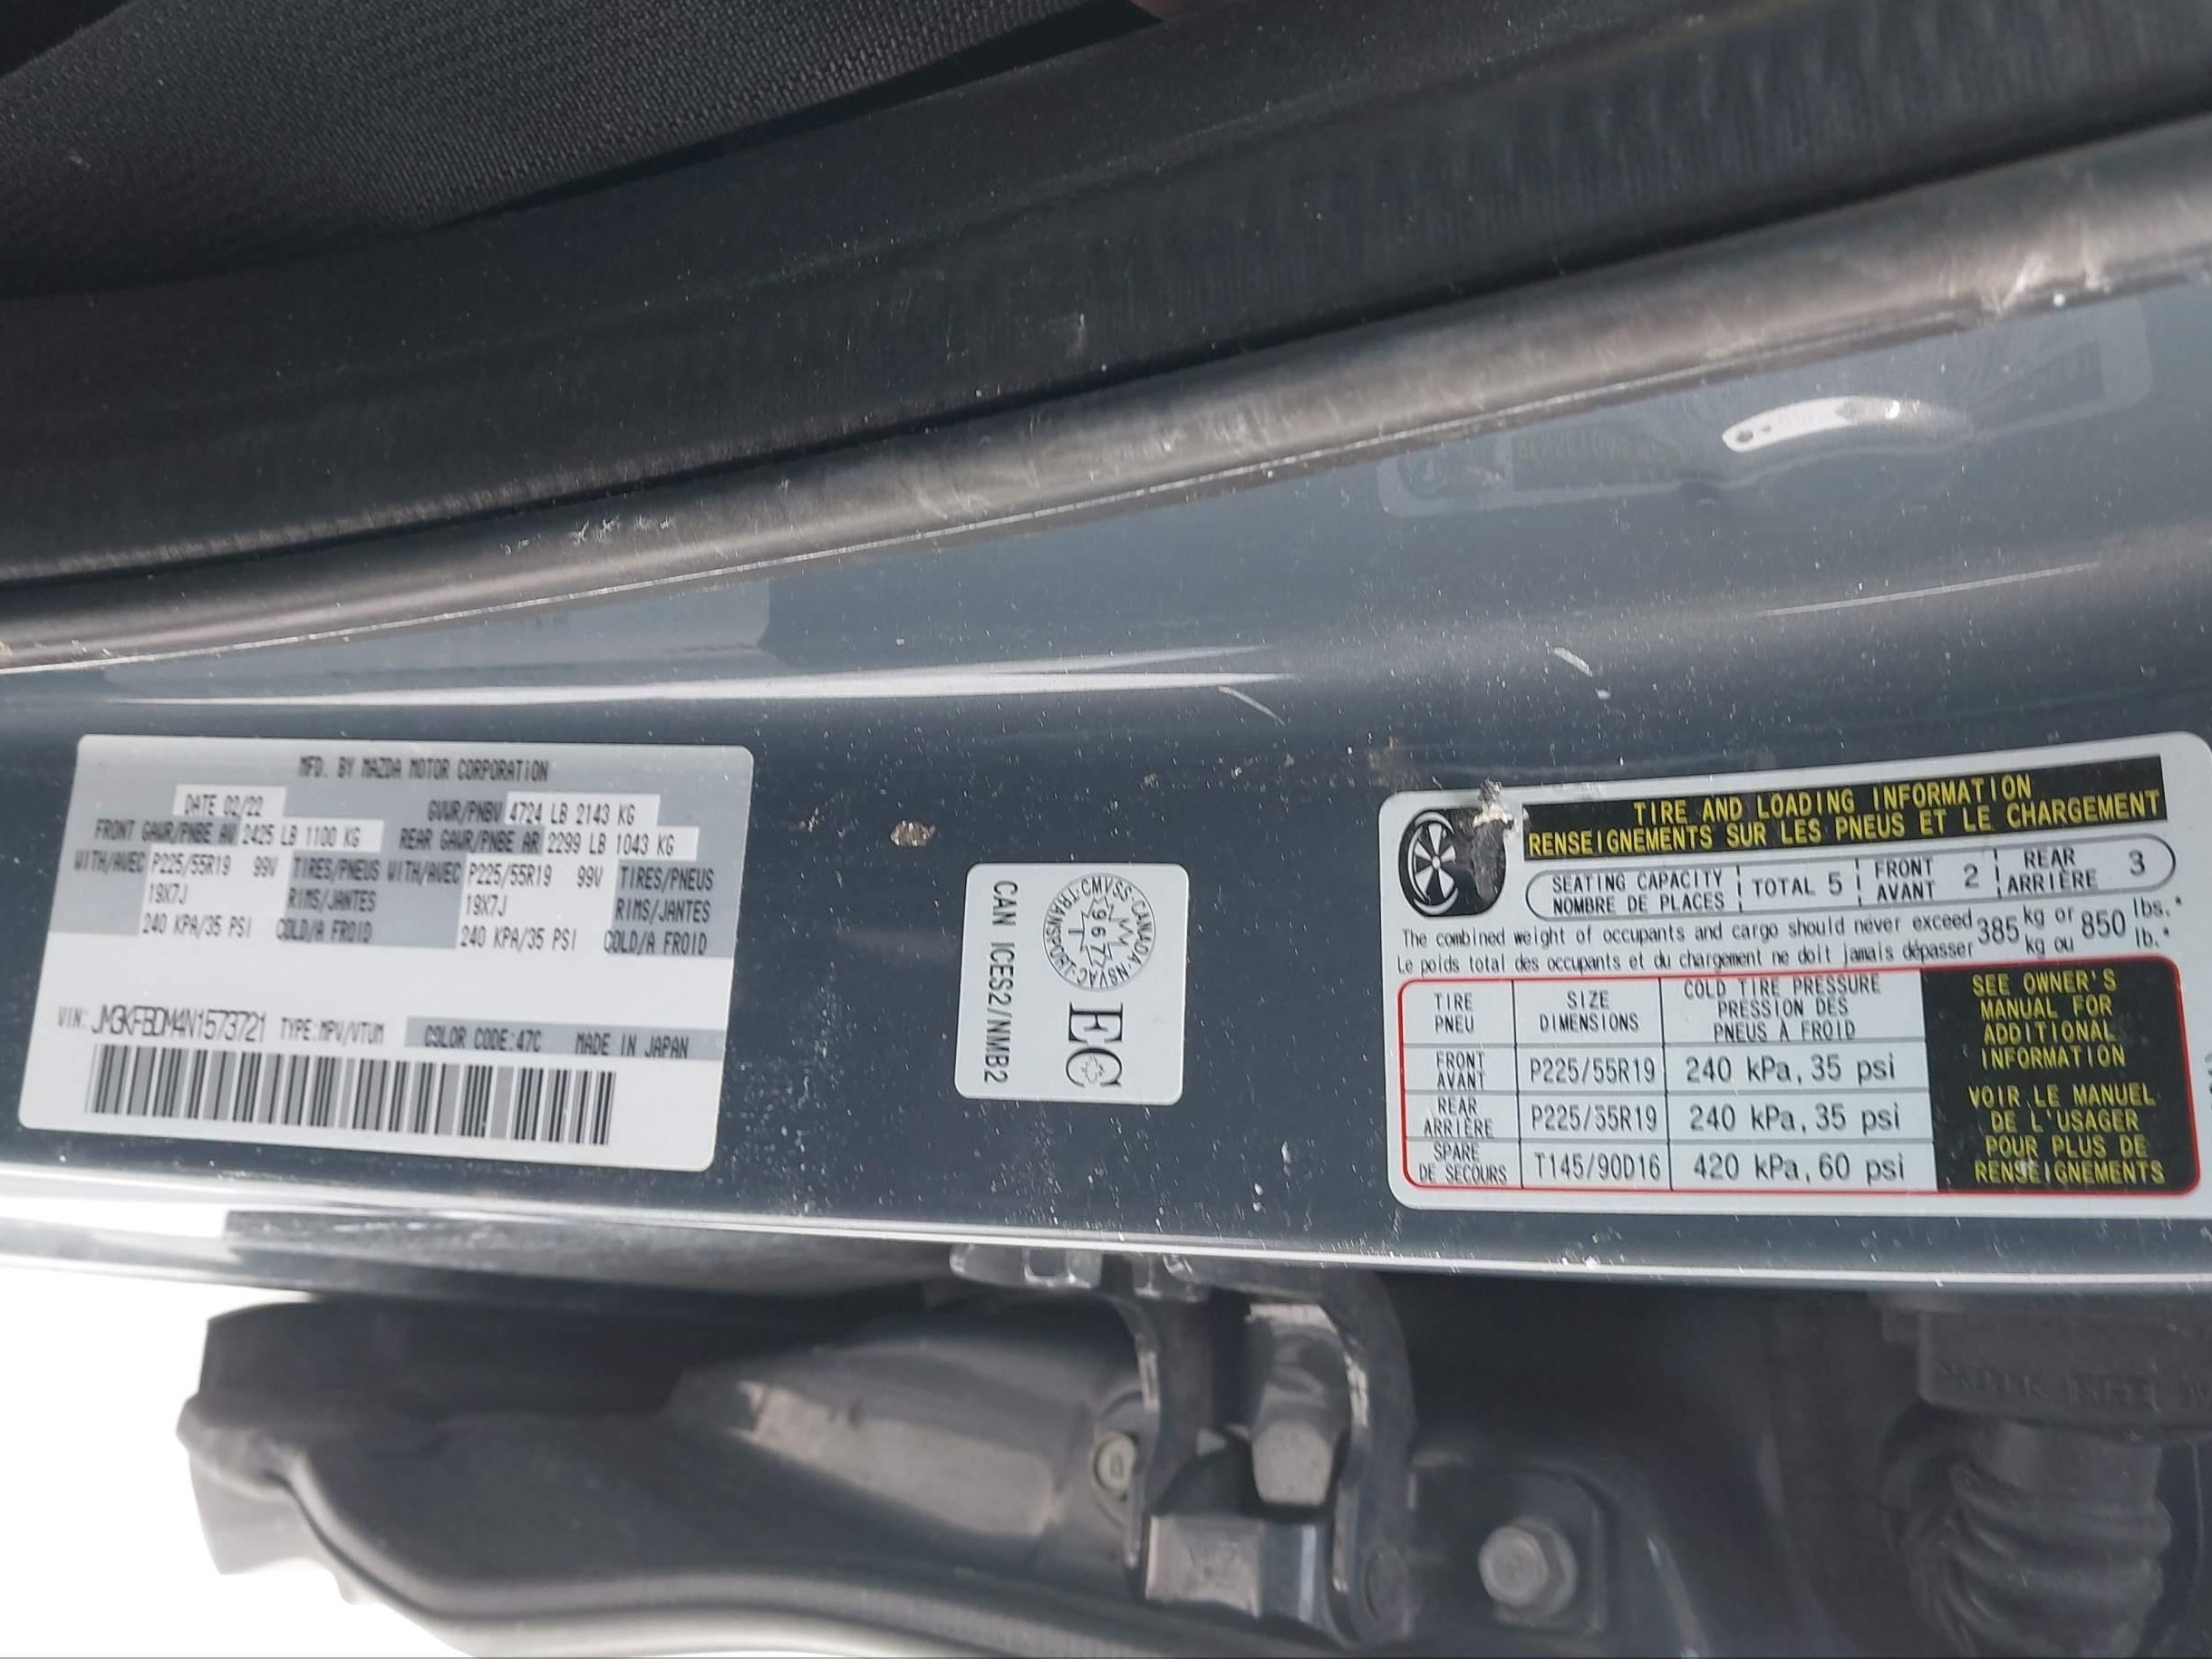 MFD. BY MAZDA MOTOR CORPORATION
DATE 02/22 GVWR/PNBV 4724 LB 2143 KG
FRONT GAWR/PNBE AV 2425 LB 1100 KG REAR GAWR/PNBE AR 2299 LB 1043 KG
WITH/AVEC P225/55R19 99V TIRES/PNEUS WITH/AVEC P225/55R19 99V TIRES/PNEUS
19X7J RIMS/JANTES 19X7J RIMS/JANTES
240 KPA/35 PSI COLD/A FROID 240 KPA/35 PSI COLD/A FROID
VIN: JM3KFBDM4N1573721 TYPE:MPV/VTUM COLOR CODE:47C MADE IN JAPAN
CMVSS·CANADA·NSVAC·TRANSPORT
T 9677
EC
CAN ICES2/NMB2
TIRE AND LOADING INFORMATION
RENSEIGNEMENTS SUR LES PNEUS ET LE CHARGEMENT
SEATING CAPACITY TOTAL 5 FRONT 2 REAR 3
NOMBRE DE PLACES AVANT ARRIÈRE
The combined weight of occupants and cargo should never exceed 385 kg or 850 lbs.*
Le poids total des occupants et du chargement ne doit jamais dépasser kg ou lb.*
TIRE SIZE COLD TIRE PRESSURE
PNEU DIMENSIONS PRESSION DES
PNEUS À FROID
FRONT
AVANT P225/55R19 240 kPa, 35 psi
REAR
ARRIÈRE P225/55R19 240 kPa, 35 psi
SPARE
DE SECOURS T145/90D16 420 kPa, 60 psi
SEE OWNER'S
MANUAL FOR
ADDITIONAL
INFORMATION
VOIR LE MANUEL
DE L'USAGER
POUR PLUS DE
RENSEIGNEMENTS